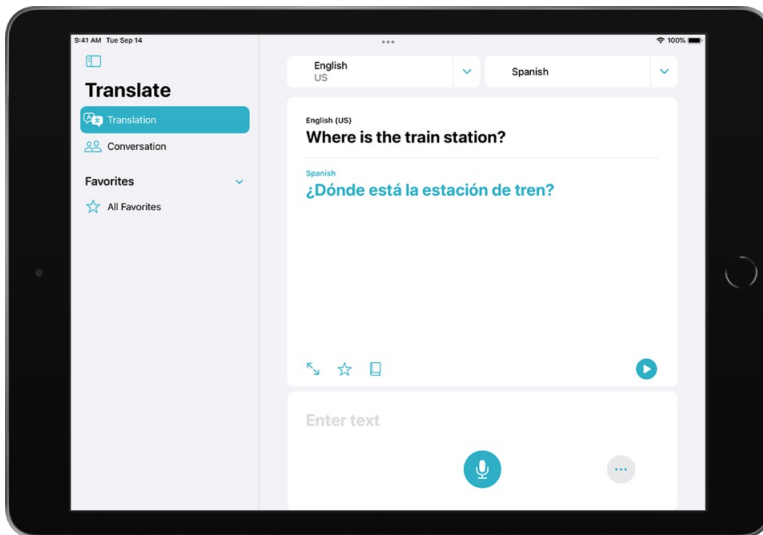 9:41 AM Tue Sep 14
100%
Translate
Translation
Conversation
Favorites
All Favorites
English
US
Spanish
English (US)
Where is the train station?
Spanish
¿Dónde está la estación de tren?
Enter text